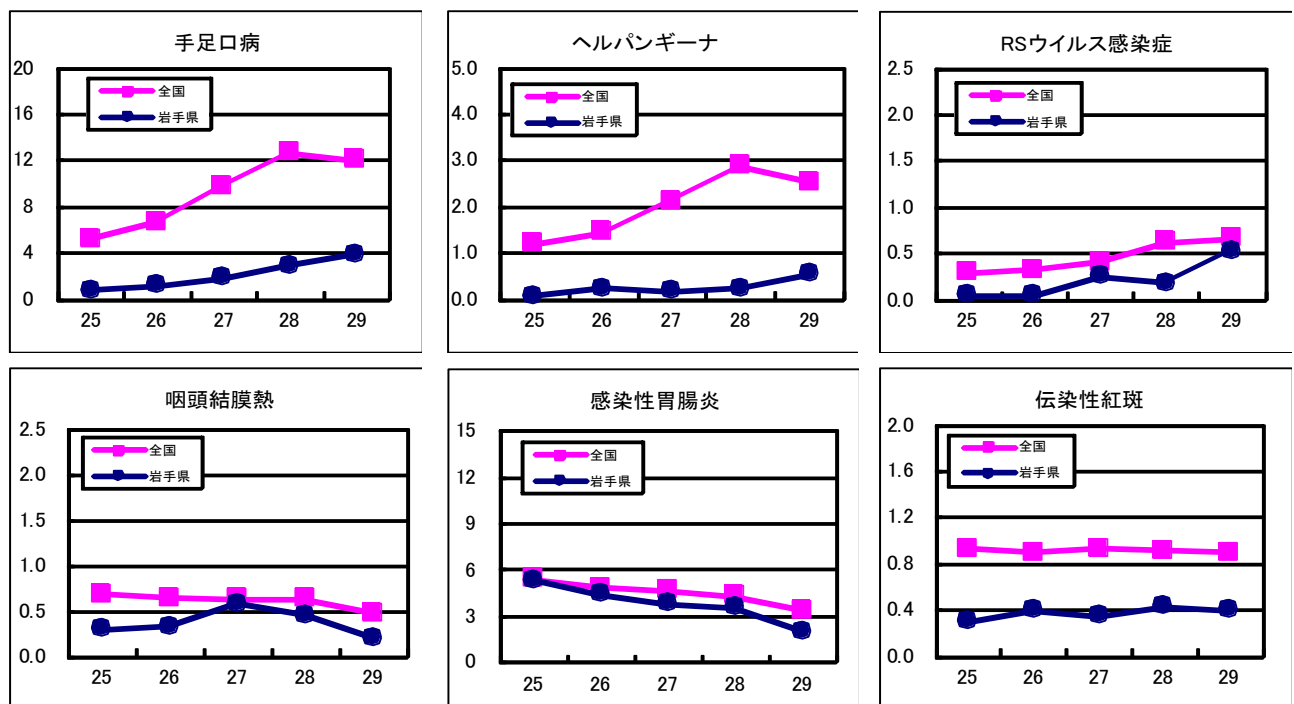 手足口病
20
16
12
8
4
0
全国
岩手県
25 26 27 28 29
ヘルパンギーナ
5.0
4.0
3.0
2.0
1.0
0.0
全国
岩手県
25 26 27 28 29
RSウイルス感染症
2.5
2.0
1.5
1.0
0.5
0.0
全国
岩手県
25 26 27 28 29
咽頭結膜熱
2.5
2.0
1.5
1.0
0.5
0.0
全国
岩手県
25 26 27 28 29
感染性胃腸炎
15
12
9
6
3
0
全国
岩手県
25 26 27 28 29
伝染性紅斑
2.0
1.6
1.2
0.8
0.4
0.0
全国
岩手県
25 26 27 28 29